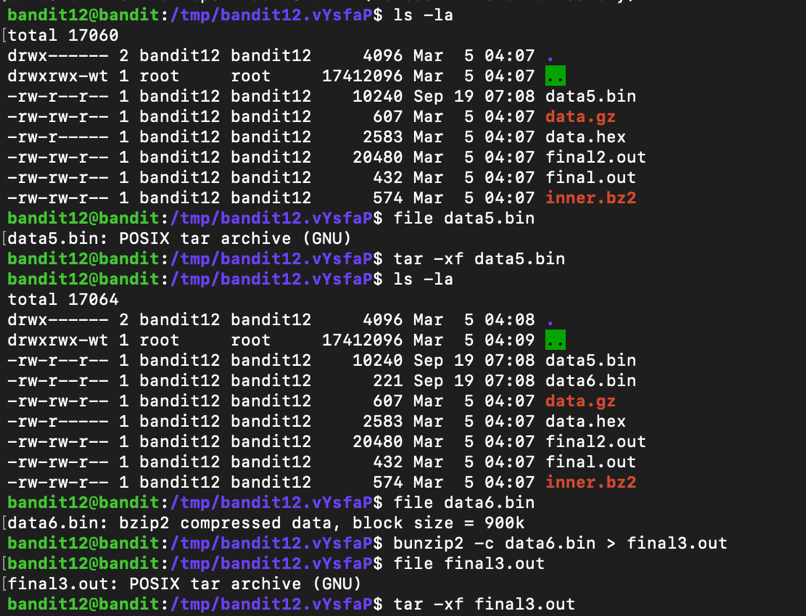 bandit12@bandit:/tmp/bandit12.vYsfaP$ ls -la
[total 17060
drwx------ 2 bandit12 bandit12     4096 Mar  5 04:07 .
drwxrwx-wt 1 root     root     17412096 Mar  5 04:07 ..
-rw-r--r-- 1 bandit12 bandit12    10240 Sep 19 07:08 data5.bin
-rw-rw-r-- 1 bandit12 bandit12      607 Mar  5 04:07 data.gz
-rw-r----- 1 bandit12 bandit12     2583 Mar  5 04:07 data.hex
-rw-rw-r-- 1 bandit12 bandit12    20480 Mar  5 04:07 final2.out
-rw-rw-r-- 1 bandit12 bandit12      432 Mar  5 04:07 final.out
-rw-rw-r-- 1 bandit12 bandit12      574 Mar  5 04:07 inner.bz2
bandit12@bandit:/tmp/bandit12.vYsfaP$ file data5.bin
[data5.bin: POSIX tar archive (GNU)
bandit12@bandit:/tmp/bandit12.vYsfaP$ tar -xf data5.bin
bandit12@bandit:/tmp/bandit12.vYsfaP$ ls -la
total 17064
drwx------ 2 bandit12 bandit12     4096 Mar  5 04:08 .
drwxrwx-wt 1 root     root     17412096 Mar  5 04:09 ..
-rw-r--r-- 1 bandit12 bandit12    10240 Sep 19 07:08 data5.bin
-rw-r--r-- 1 bandit12 bandit12      221 Sep 19 07:08 data6.bin
-rw-rw-r-- 1 bandit12 bandit12      607 Mar  5 04:07 data.gz
-rw-r----- 1 bandit12 bandit12     2583 Mar  5 04:07 data.hex
-rw-rw-r-- 1 bandit12 bandit12    20480 Mar  5 04:07 final2.out
-rw-rw-r-- 1 bandit12 bandit12      432 Mar  5 04:07 final.out
-rw-rw-r-- 1 bandit12 bandit12      574 Mar  5 04:07 inner.bz2
bandit12@bandit:/tmp/bandit12.vYsfaP$ file data6.bin
[data6.bin: bzip2 compressed data, block size = 900k
bandit12@bandit:/tmp/bandit12.vYsfaP$ bunzip2 -c data6.bin > final3.out
[bandit12@bandit:/tmp/bandit12.vYsfaP$ file final3.out
[final3.out: POSIX tar archive (GNU)
bandit12@bandit:/tmp/bandit12.vYsfaP$ tar -xf final3.out